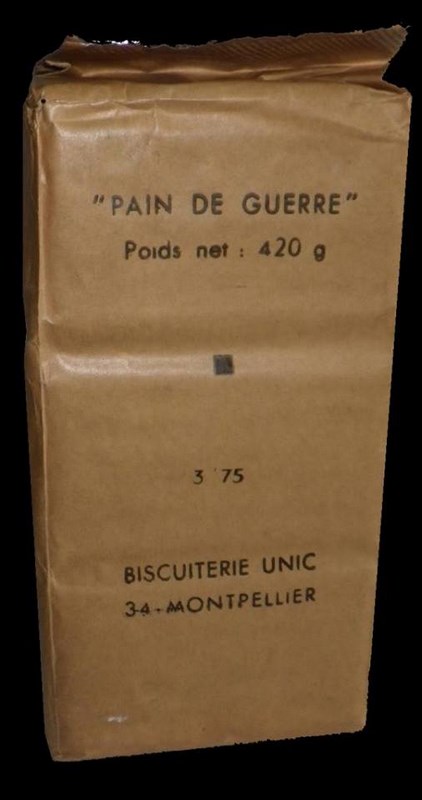 "PAIN DE GUERRE"
Poids net : 420 g
3 75
BISCUITERIE UNIC
34-MONTPELLIER